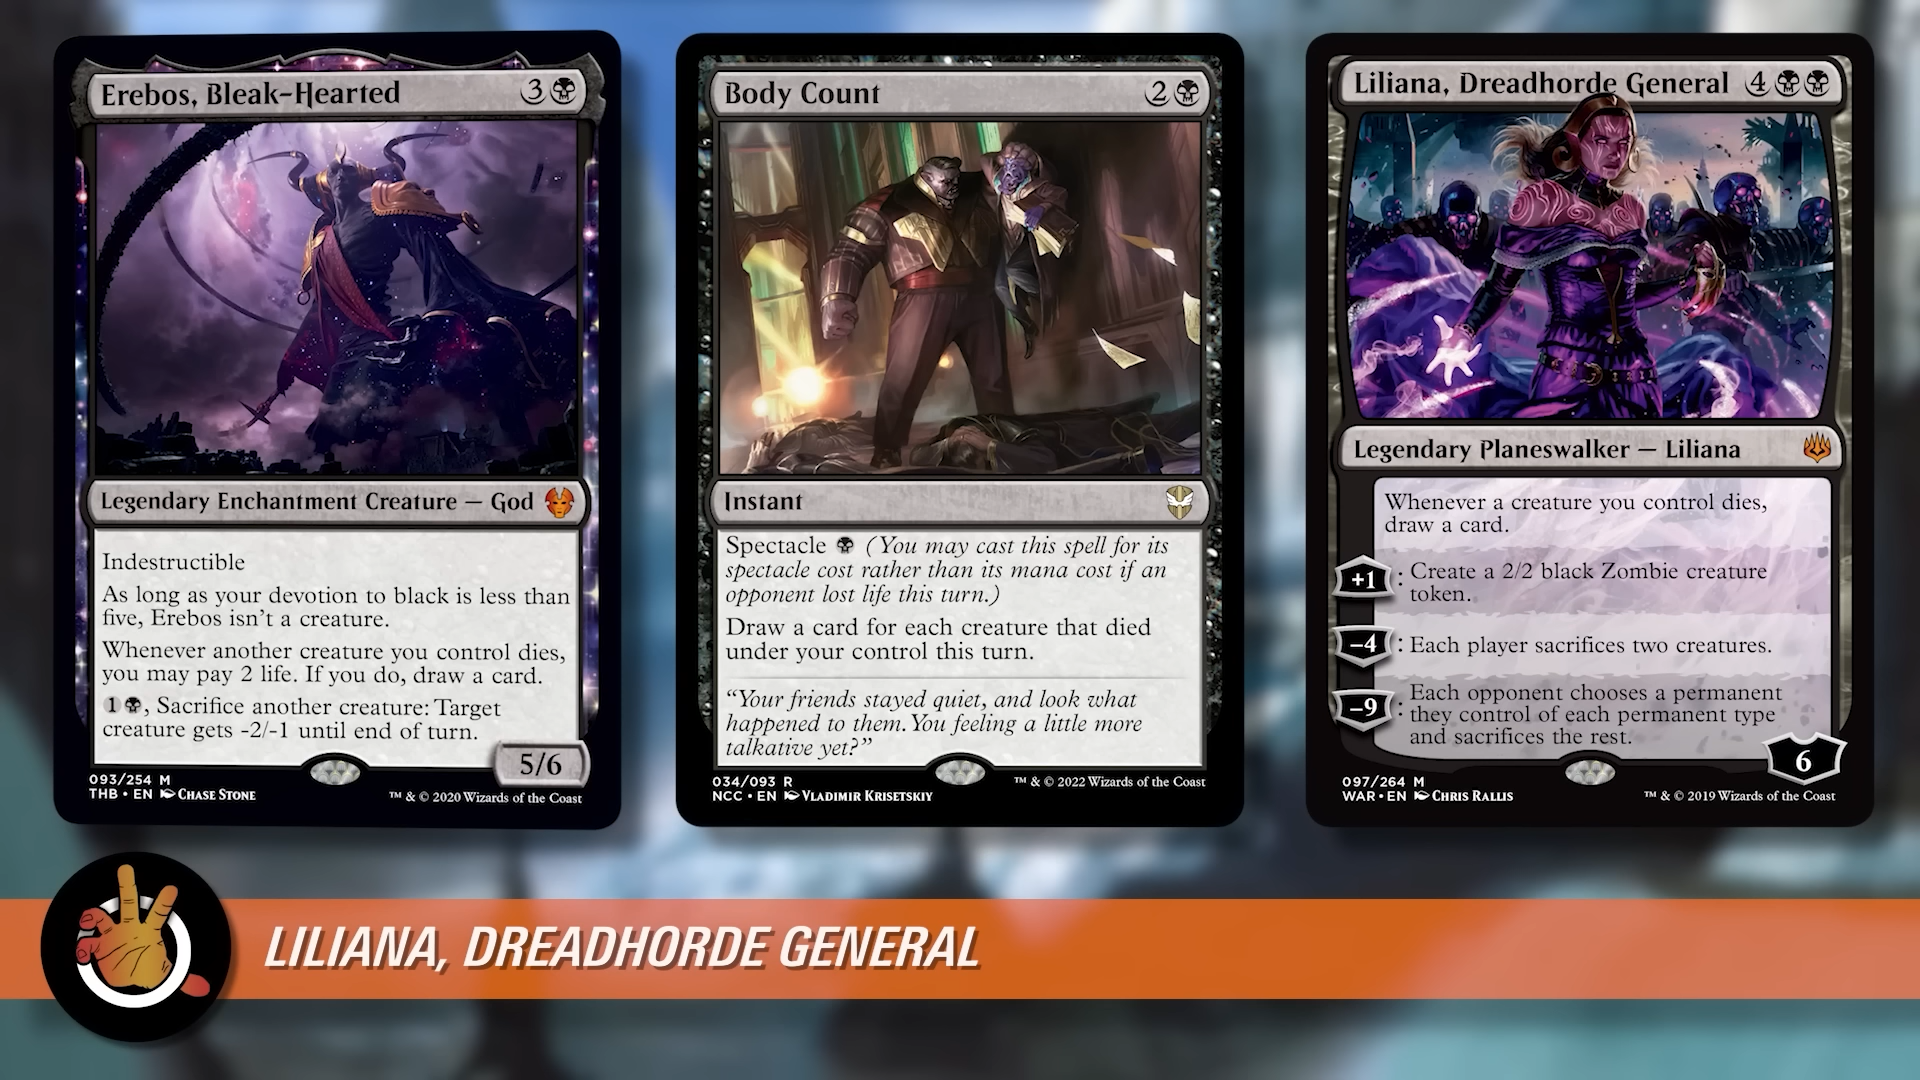 Erebos, Bleak-Hearted 3
Legendary Enchantment Creature — God
Indestructible
As long as your devotion to black is less than
five, Erebos isn't a creature.
Whenever another creature you control dies,
you may pay 2 life. If you do, draw a card.
1, Sacrifice another creature: Target
creature gets -2/-1 until end of turn.
5/6
093/254 M
THB • EN CHASE STONE
™ & © 2020 Wizards of the Coast
Body Count 2
Instant
Spectacle (You may cast this spell for its
spectacle cost rather than its mana cost if an
opponent lost life this turn.)
Draw a card for each creature that died
under your control this turn.
“Your friends stayed quiet, and look what
happened to them. You feeling a little more
talkative yet?”
034/093 R
NCC • EN VLADIMIR KRISETSKIY
™ & © 2022 Wizards of the Coast
Liliana, Dreadhorde General 4
Legendary Planeswalker — Liliana
Whenever a creature you control dies,
draw a card.
+1 : Create a 2/2 black Zombie creature
token.
−4 : Each player sacrifices two creatures.
−9 : Each opponent chooses a permanent
they control of each permanent type
and sacrifices the rest.
6
097/264 M
WAR • EN CHRIS RALLIS
™ & © 2019 Wizards of the Coast
LILIANA, DREADHORDE GENERAL